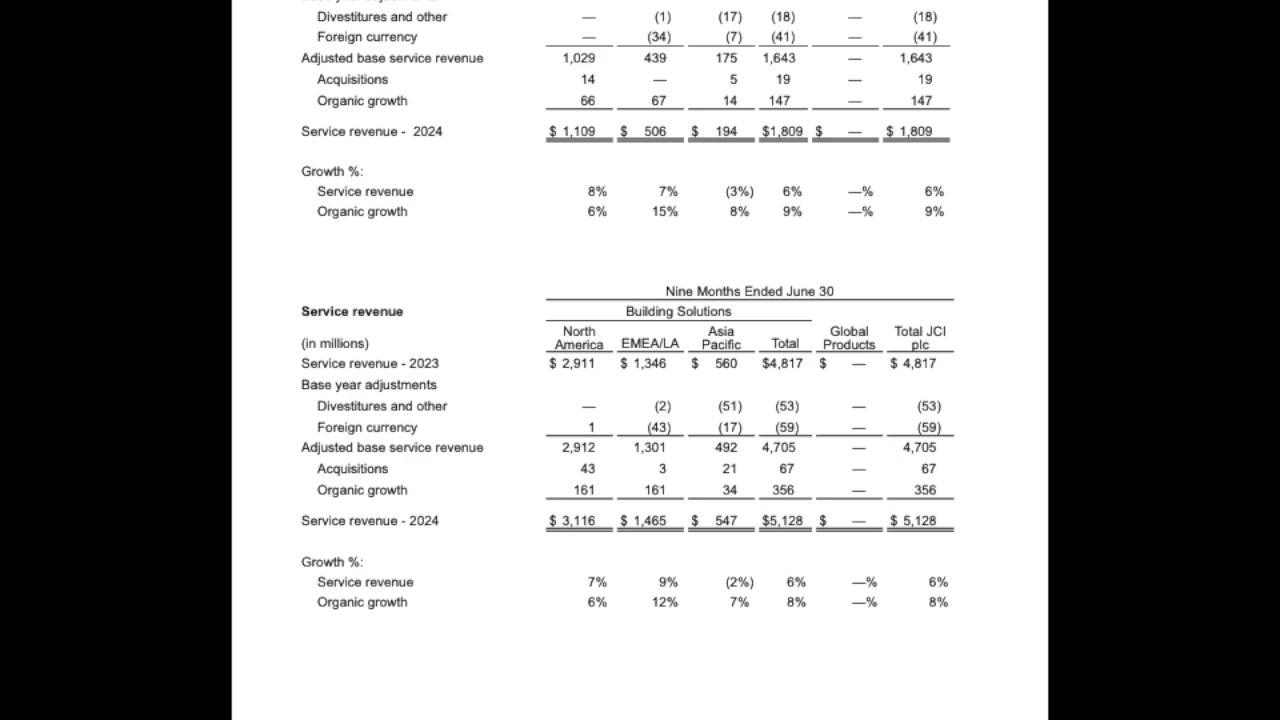 Divestitures and other — (1) (17) (18) — (18)
Foreign currency — (34) (7) (41) — (41)
Adjusted base service revenue 1,029 439 175 1,643 — 1,643
Acquisitions 14 — 5 19 — 19
Organic growth 66 67 14 147 — 147
Service revenue - 2024 $ 1,109 $ 506 $ 194 $1,809 $ — $ 1,809
Growth %:
Service revenue 8% 7% (3%) 6% —% 6%
Organic growth 6% 15% 8% 9% —% 9%
Nine Months Ended June 30
Service revenue Building Solutions
North Asia Global Total JCI
(in millions) America EMEA/LA Pacific Total Products plc
Service revenue - 2023 $ 2,911 $ 1,346 $ 560 $4,817 $ — $ 4,817
Base year adjustments
Divestitures and other — (2) (51) (53) — (53)
Foreign currency 1 (43) (17) (59) — (59)
Adjusted base service revenue 2,912 1,301 492 4,705 — 4,705
Acquisitions 43 3 21 67 — 67
Organic growth 161 161 34 356 — 356
Service revenue - 2024 $ 3,116 $ 1,465 $ 547 $5,128 $ — $ 5,128
Growth %:
Service revenue 7% 9% (2%) 6% —% 6%
Organic growth 6% 12% 7% 8% —% 8%